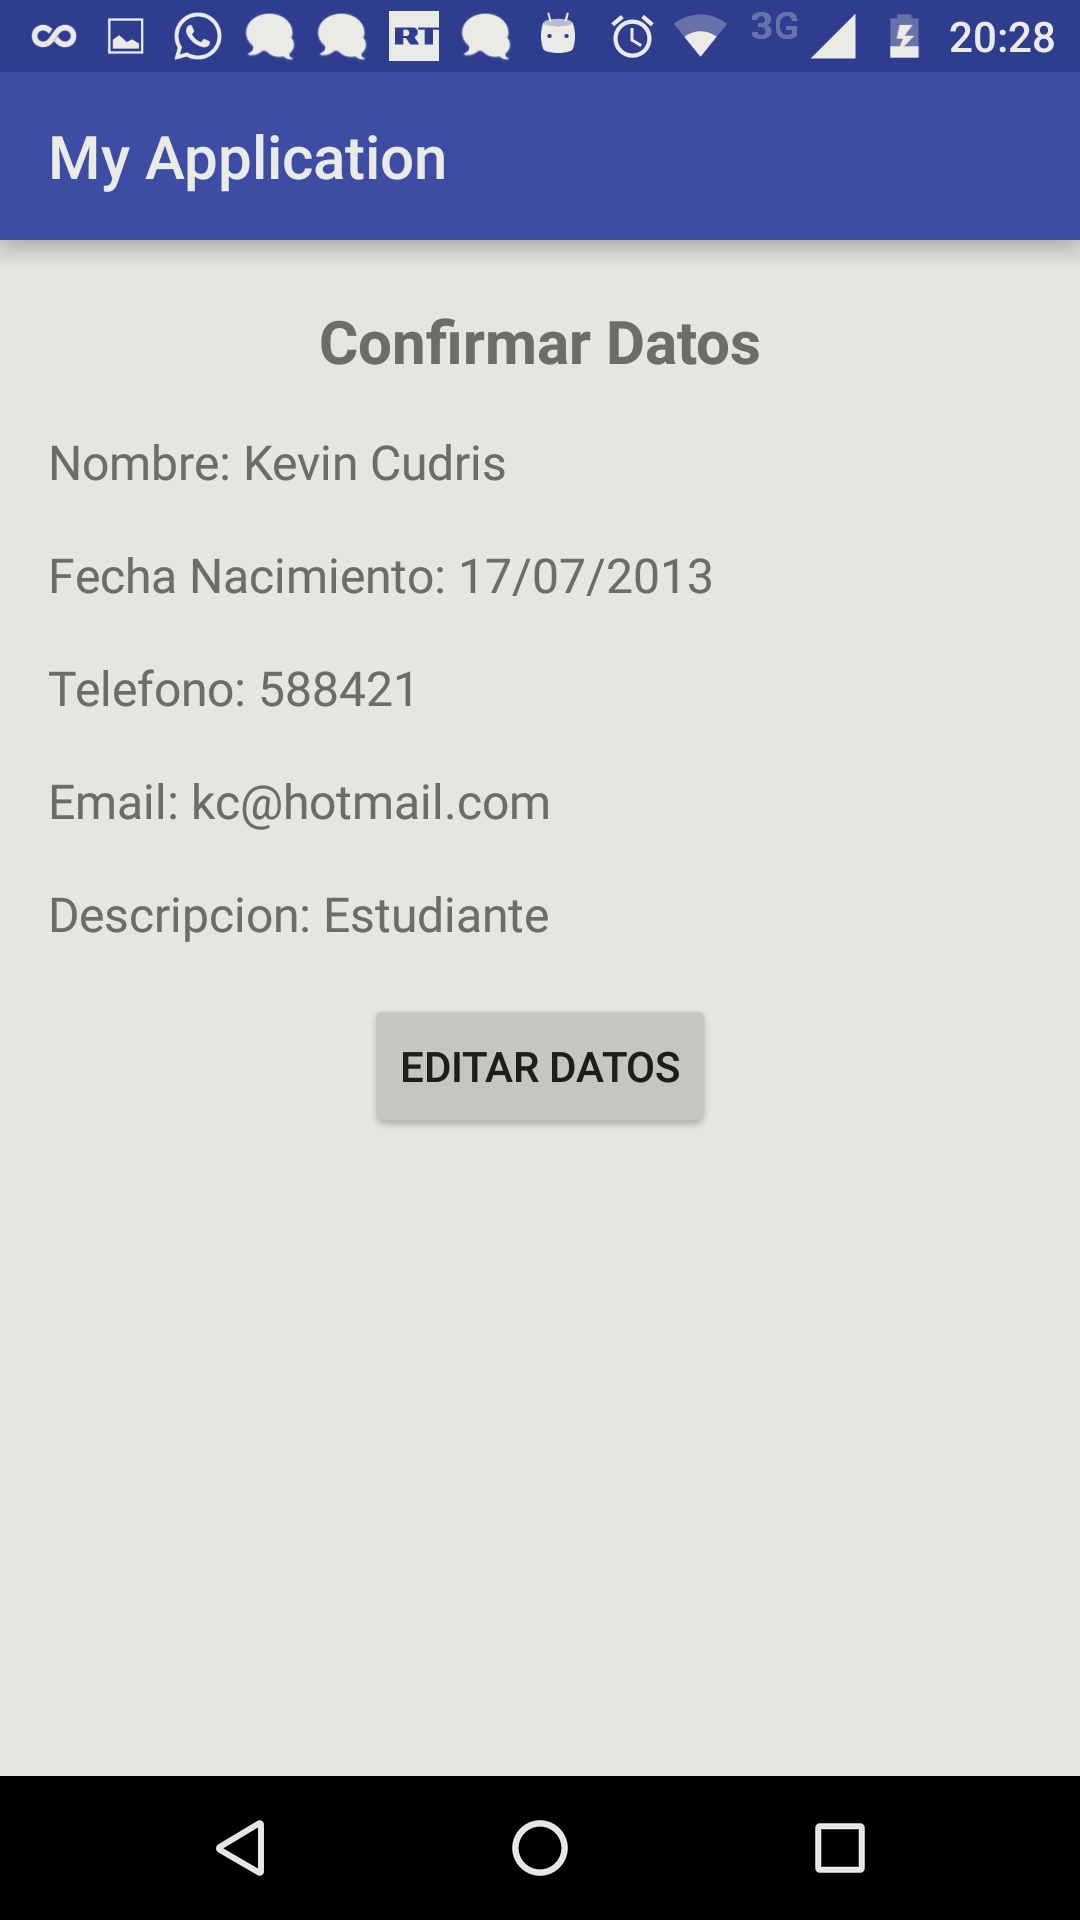 RT 3G 20:28
My Application
Confirmar Datos
Nombre: Kevin Cudris
Fecha Nacimiento: 17/07/2013
Telefono: 588421
Email: kc@hotmail.com
Descripcion: Estudiante
EDITAR DATOS